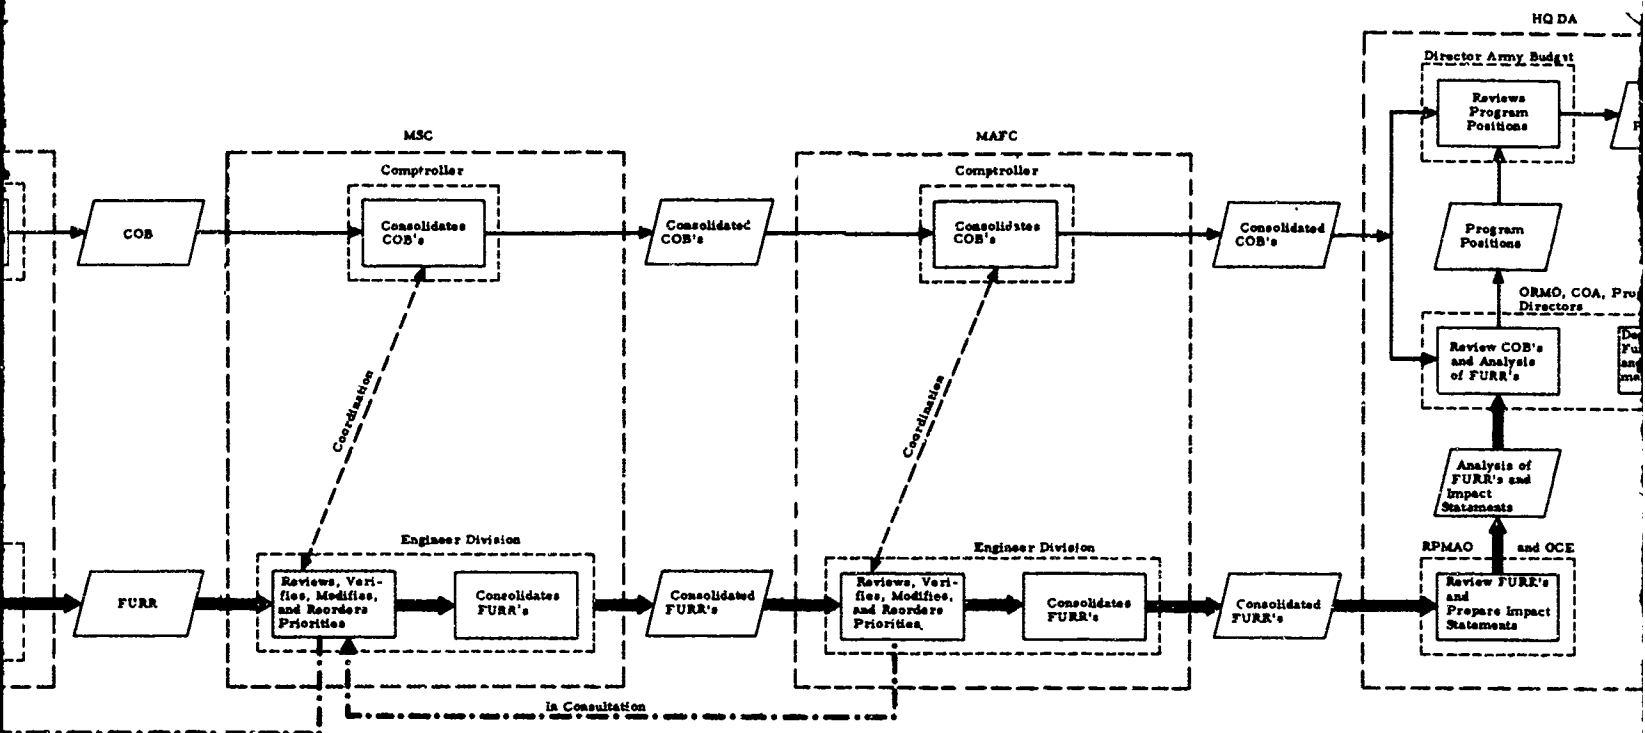 HQ DA
Director Army Budget
Reviews
Program
Positions
MSC
MAFC
Comptroller
Comptroller
COB
Consolidates
COB's
Consolidated
COB's
Consolidates
COB's
Consolidated
COB's
Program
Positions
ORMO, COA, Pro
Directors
Review COB's
and Analysis
of FURR's
Coordination
Coordination
Analysis of
FURR's and
Impact
Statements
Engineer Division
Engineer Division
RPMAO and OCE
FURR
Reviews, Veri-
fies, Modifies,
and Reorders
Priorities
Consolidates
FURR's
Consolidated
FURR's
Reviews, Veri-
fies, Modifies,
and Reorders
Priorities.
Consolidates
FURR's
Consolidated
FURR's
Review FURR's
and
Prepare Impact
Statements
In Consultation